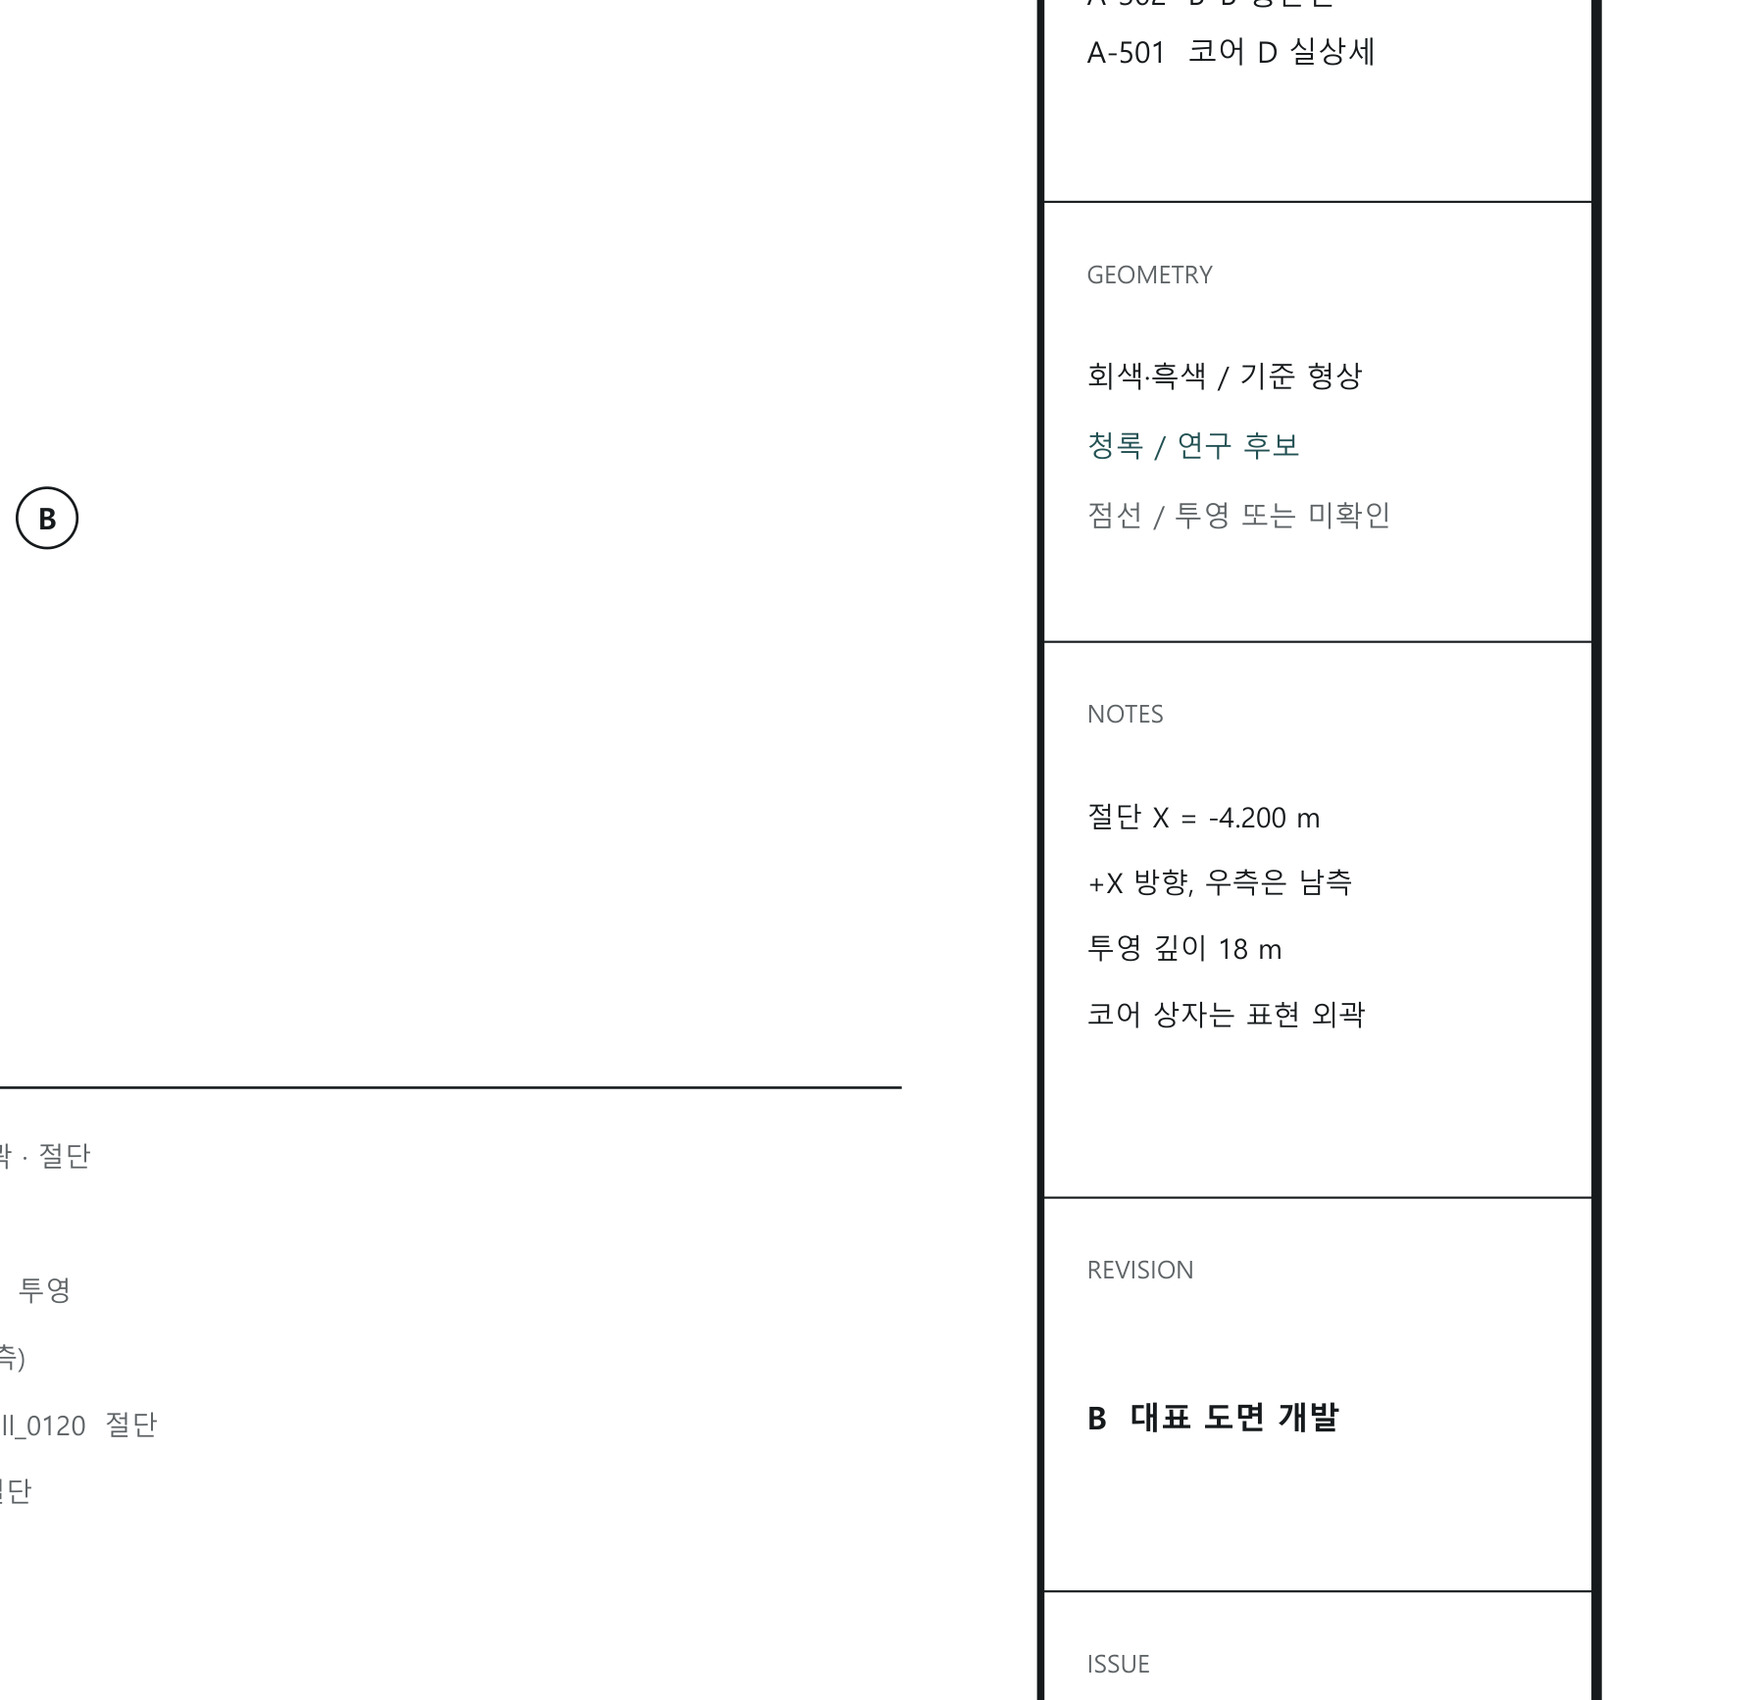 A-501 코어 D 실상세
GEOMETRY
회색·흑색 / 기준 형상
청록 / 연구 후보
점선 / 투영 또는 미확인
B
NOTES
절단 X = -4.200 m
+X 방향, 우측은 남측
투영 깊이 18 m
코어 상자는 표현 외곽
· 절단
투영
측)
ll_0120 절단
절단
REVISION
B 대표 도면 개발
ISSUE